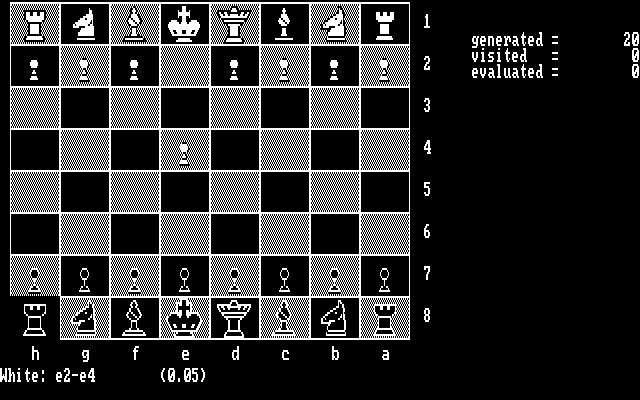 1
generated = 20
2
visited = 0
evaluated = 0
3
4
5
6
7
8
h g f e d c b a
White: e2-e4 (0.05)